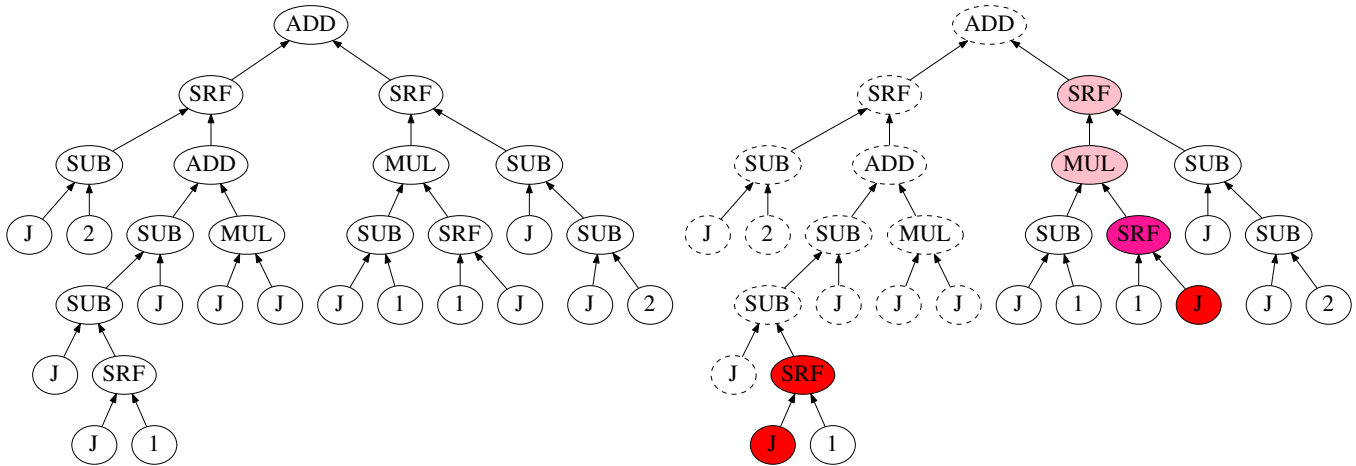 ADD ADD
SRF SRF SRF SRF
SUB ADD MUL SUB SUB ADD MUL SUB
J 2 SUB MUL SUB SRF J SUB J 2 SUB MUL SUB SRF J SUB
SUB J J J J 1 1 J J 2 SUB J J J J 1 1 J J 2
J SRF J SRF
J 1 J 1